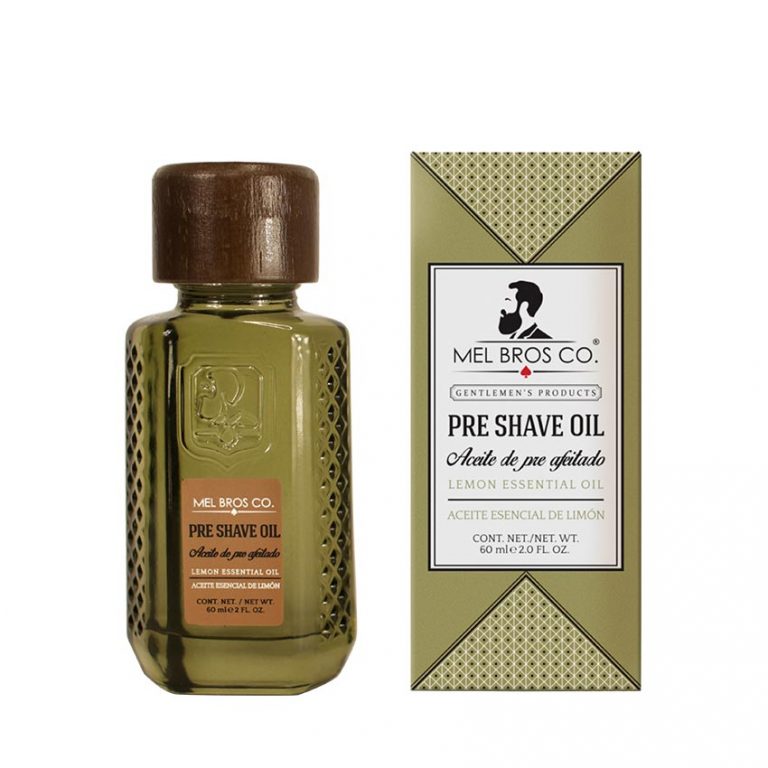 MEL BROS CO.
PRE SHAVE OIL
Aceite de pre afeitado
LEMON ESSENTIAL OIL
ACEITE ESENCIAL DE LIMÓN
CONT. NET. / NET WT.
60 ml e 2 FL. OZ.
MEL BROS CO.®
GENTLEMEN'S PRODUCTS
PRE SHAVE OIL
Aceite de pre afeitado
LEMON ESSENTIAL OIL
ACEITE ESENCIAL DE LIMÓN
CONT. NET./NET. WT.
60 ml e 2.0 FL. OZ.